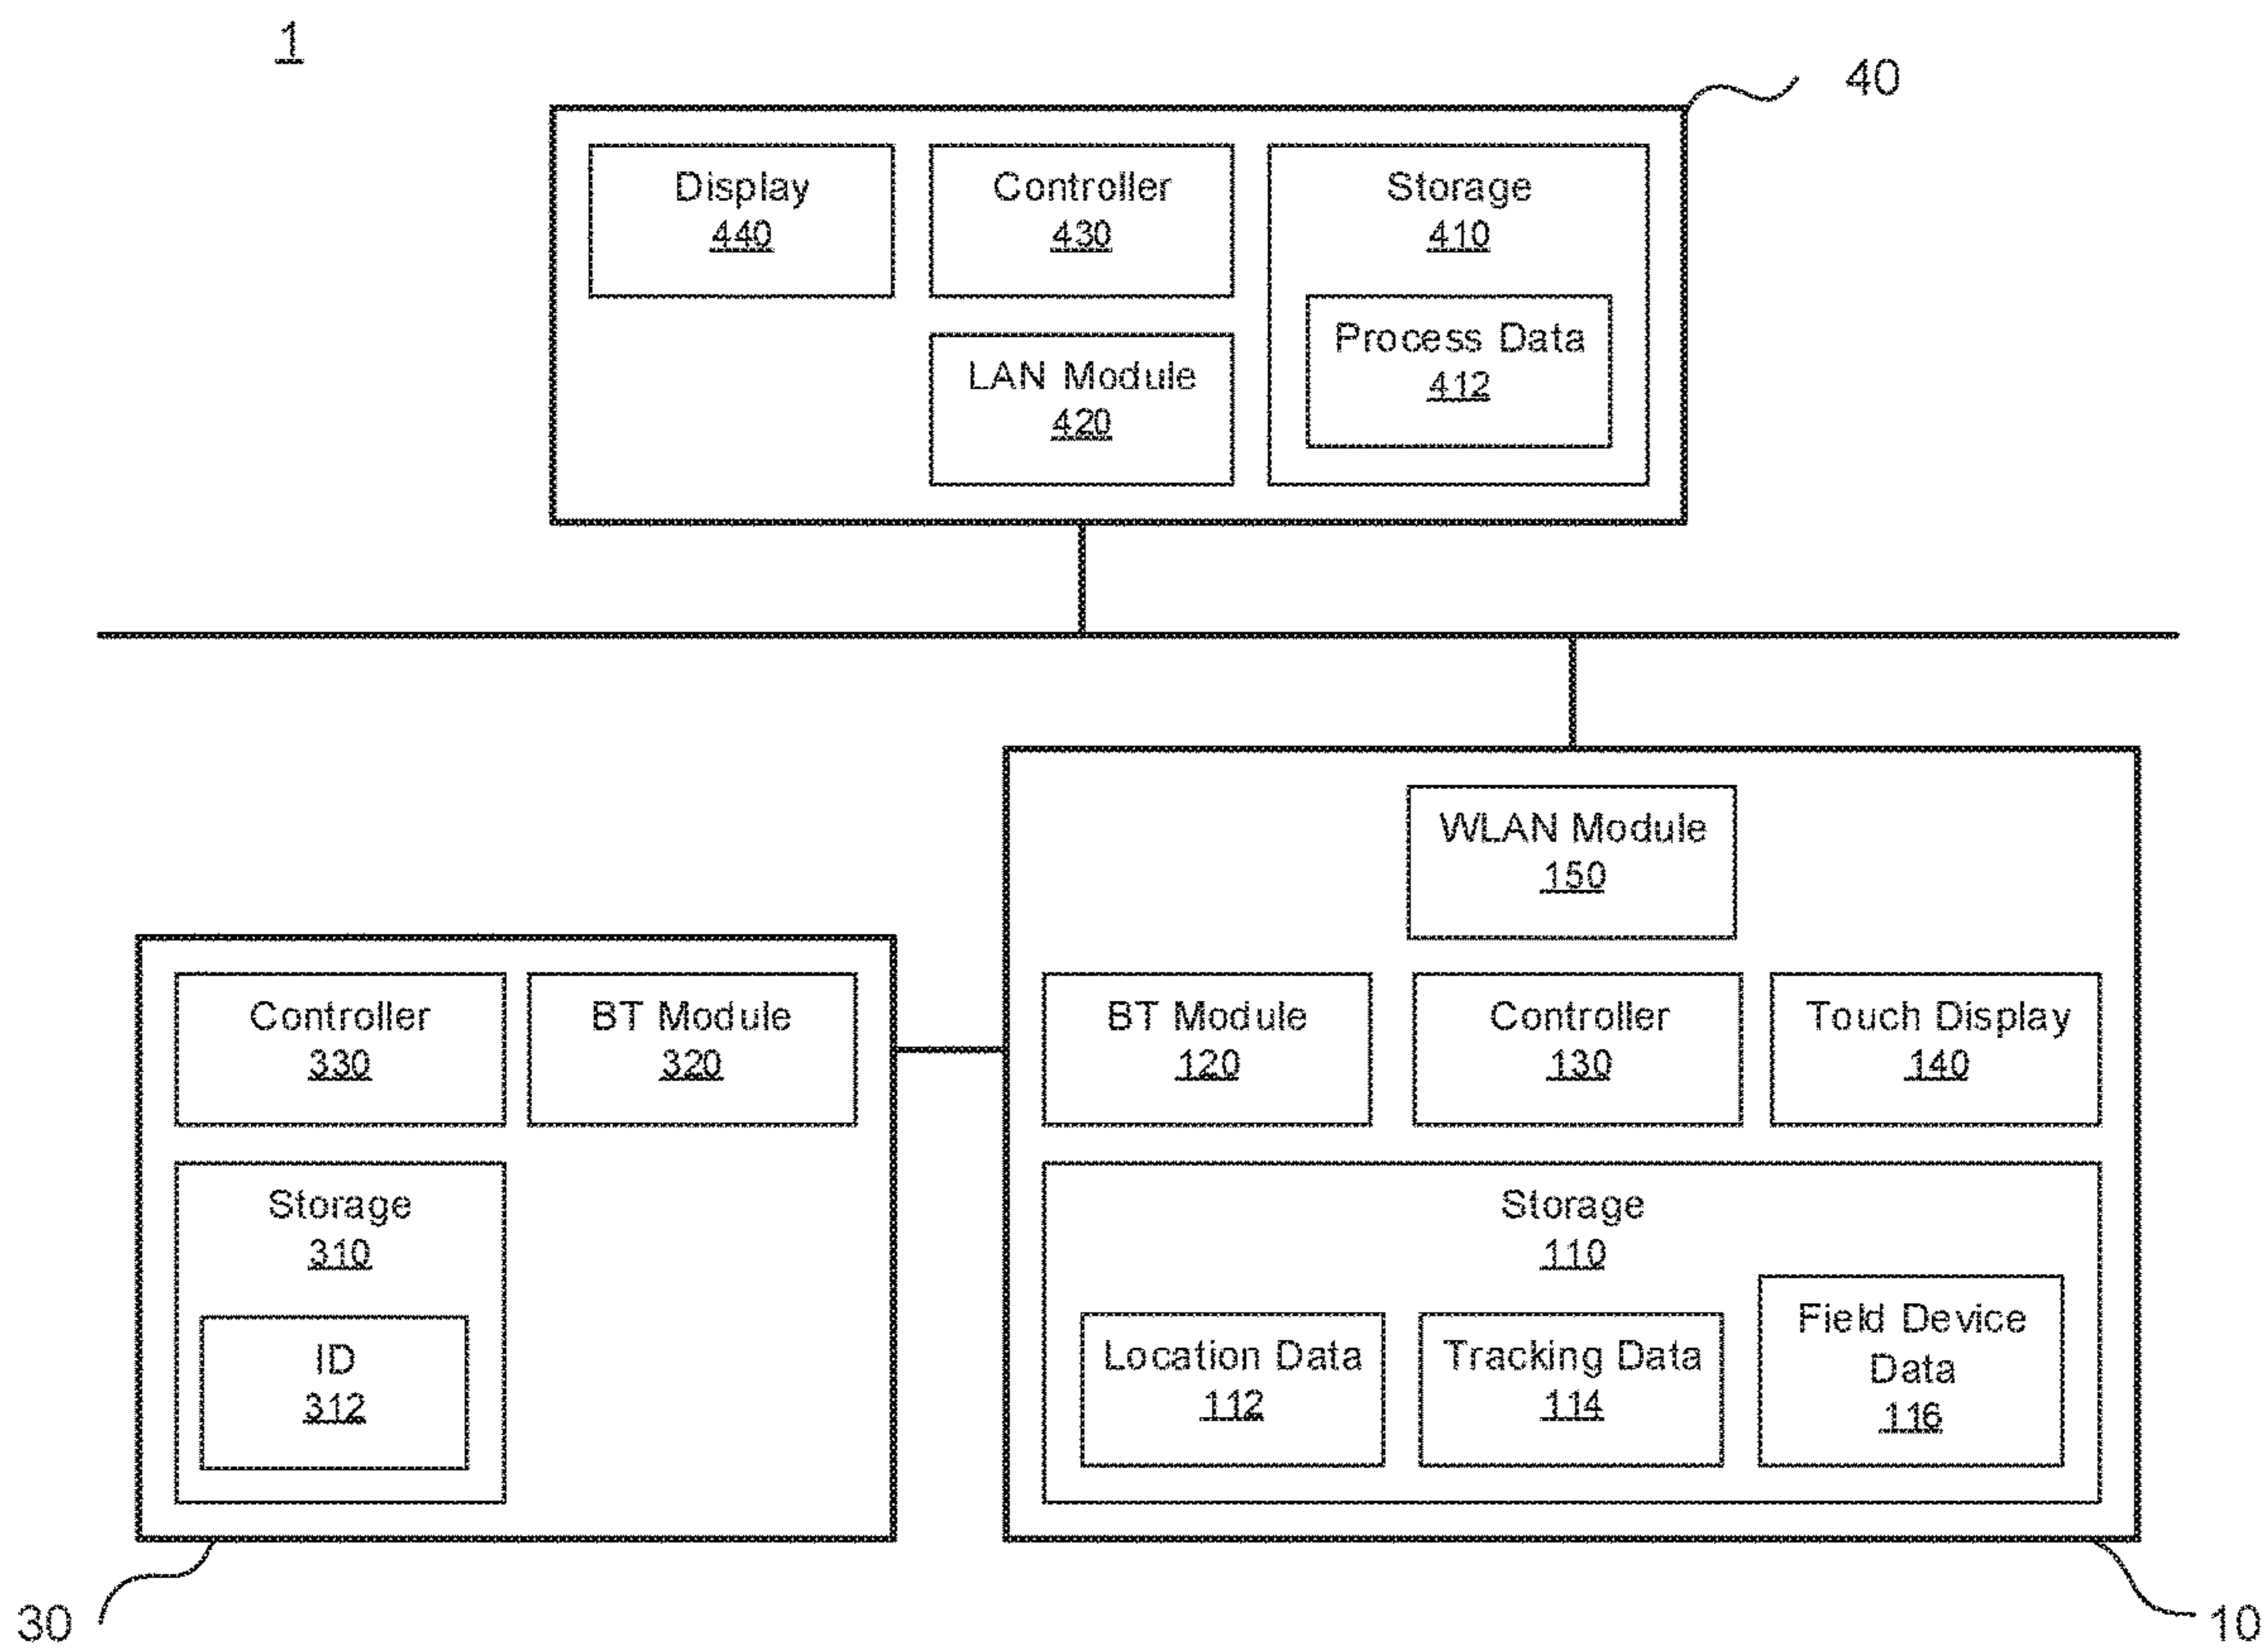 1
40
Display
440
Controller
430
Storage
410
Process Data
412
LAN Module
420
WLAN Module
150
Controller
330
BT Module
320
BT Module
120
Controller
130
Touch Display
140
Storage
310
ID
312
Storage
110
Location Data
112
Tracking Data
114
Field Device
Data
116
30
10